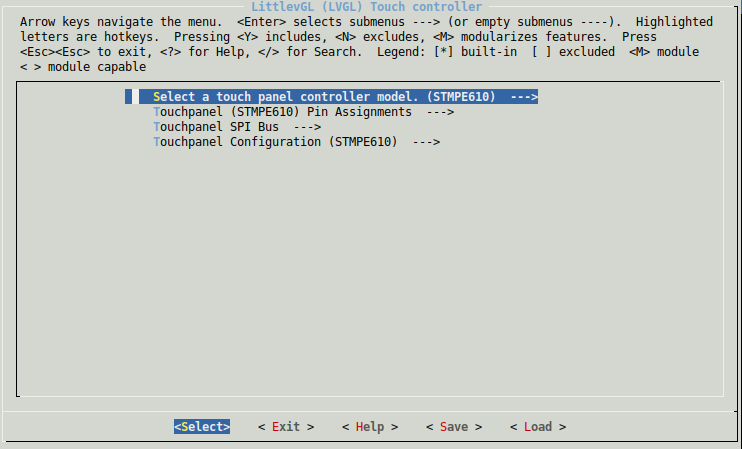 LittlevGL (LVGL) Touch controller
Arrow keys navigate the menu.  <Enter> selects submenus ---> (or empty submenus ----).  Highlighted
letters are hotkeys.  Pressing <Y> includes, <N> excludes, <M> modularizes features.  Press
<Esc><Esc> to exit, <?> for Help, </> for Search.  Legend: [*] built-in  [ ] excluded  <M> module
< > module capable
Select a touch panel controller model. (STMPE610)  --->
Touchpanel (STMPE610) Pin Assignments  --->
Touchpanel SPI Bus  --->
Touchpanel Configuration (STMPE610)  --->
<Select>    < Exit >    < Help >    < Save >    < Load >